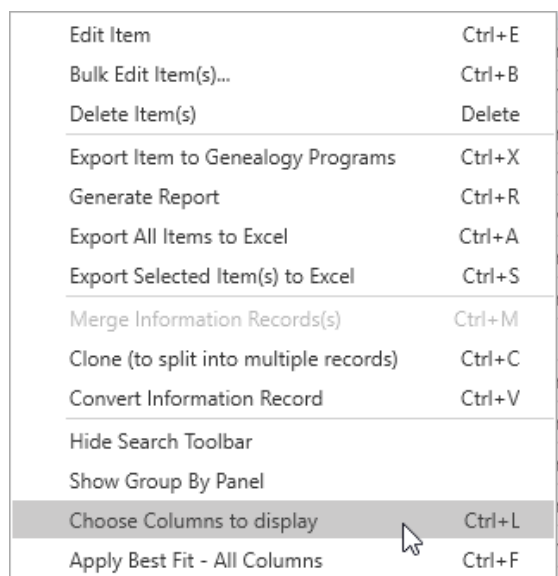 Edit Item Ctrl+E
Bulk Edit Item(s)... Ctrl+B
Delete Item(s) Delete
Export Item to Genealogy Programs Ctrl+X
Generate Report Ctrl+R
Export All Items to Excel Ctrl+A
Export Selected Item(s) to Excel Ctrl+S
Merge Information Records(s) Ctrl+M
Clone (to split into multiple records) Ctrl+C
Convert Information Record Ctrl+V
Hide Search Toolbar
Show Group By Panel
Choose Columns to display Ctrl+L
Apply Best Fit - All Columns Ctrl+F